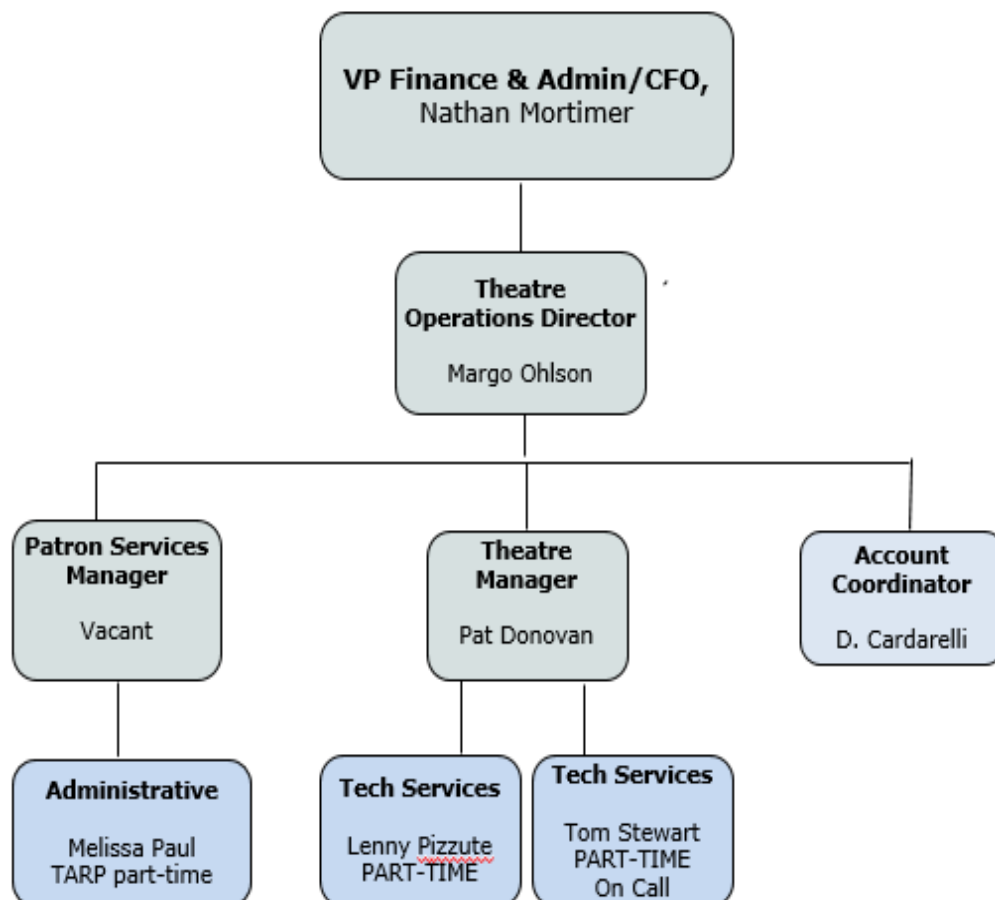 VP Finance & Admin/CFO,
Nathan Mortimer
Theatre
Operations Director
Margo Ohlson
Patron Services
Manager
Vacant
Theatre
Manager
Pat Donovan
Account
Coordinator
D. Cardarelli
Administrative
Melissa Paul
TARP part-time
Tech Services
Lenny Pizzute
PART-TIME
Tech Services
Tom Stewart
PART-TIME
On Call